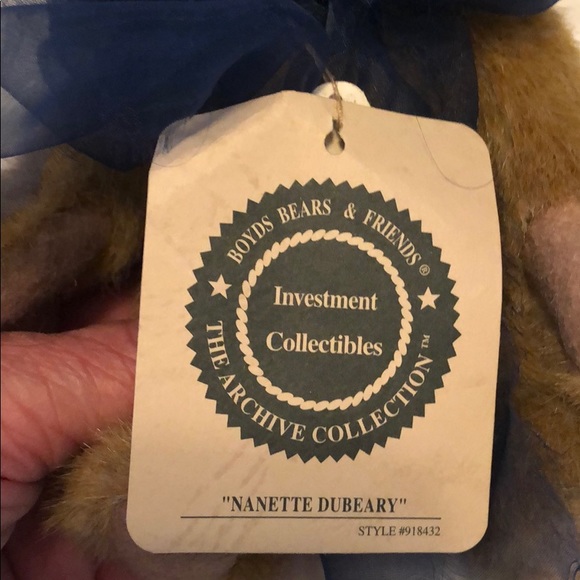 BOYDS BEARS & FRIENDS®
Investment
Collectibles
THE ARCHIVE COLLECTION™
"NANETTE DUBEARY"
STYLE #918432